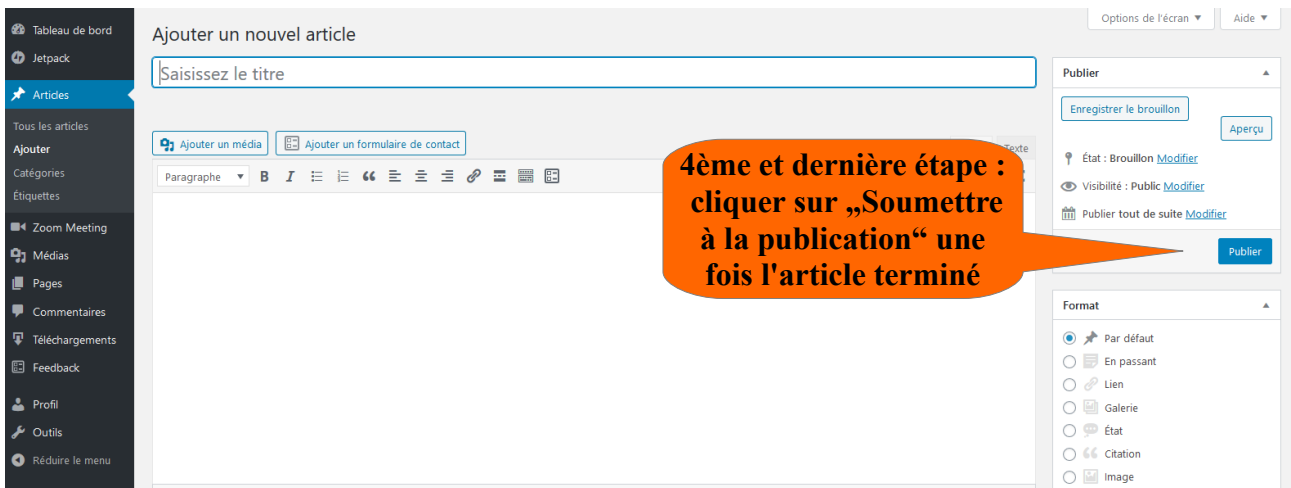 Options de l'écran ▼
Aide ▼
Tableau de bord
Jetpack
Articles
Tous les articles
Ajouter
Catégories
Étiquettes
Zoom Meeting
Médias
Pages
Commentaires
Téléchargements
Feedback
Profil
Outils
Réduire le menu
Ajouter un nouvel article
Saisissez le titre
Ajouter un média
Ajouter un formulaire de contact
Texte
Paragraphe ▼ B I
4ème et dernière étape :
cliquer sur „Soumettre
à la publication“ une
fois l'article terminé
Publier
Enregistrer le brouillon
Aperçu
État : Brouillon Modifier
Visibilité : Public Modifier
Publier tout de suite Modifier
Publier
Format
Par défaut
En passant
Lien
Galerie
État
Citation
Image